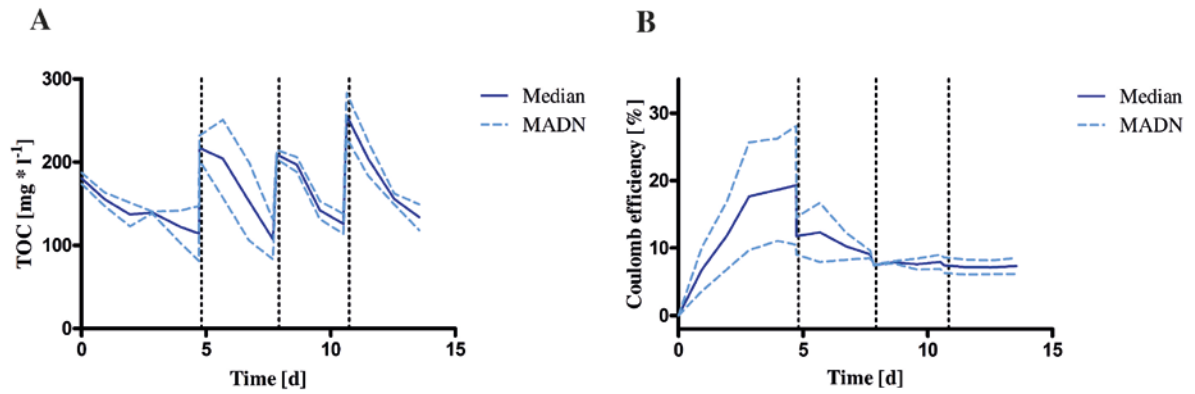 A
TOC [mg * l-1]
300
200
100
0
0 5 10 15
Time [d]
Median
MADN
B
Coulomb efficiency [%]
30
20
10
0
0 5 10 15
Time [d]
Median
MADN